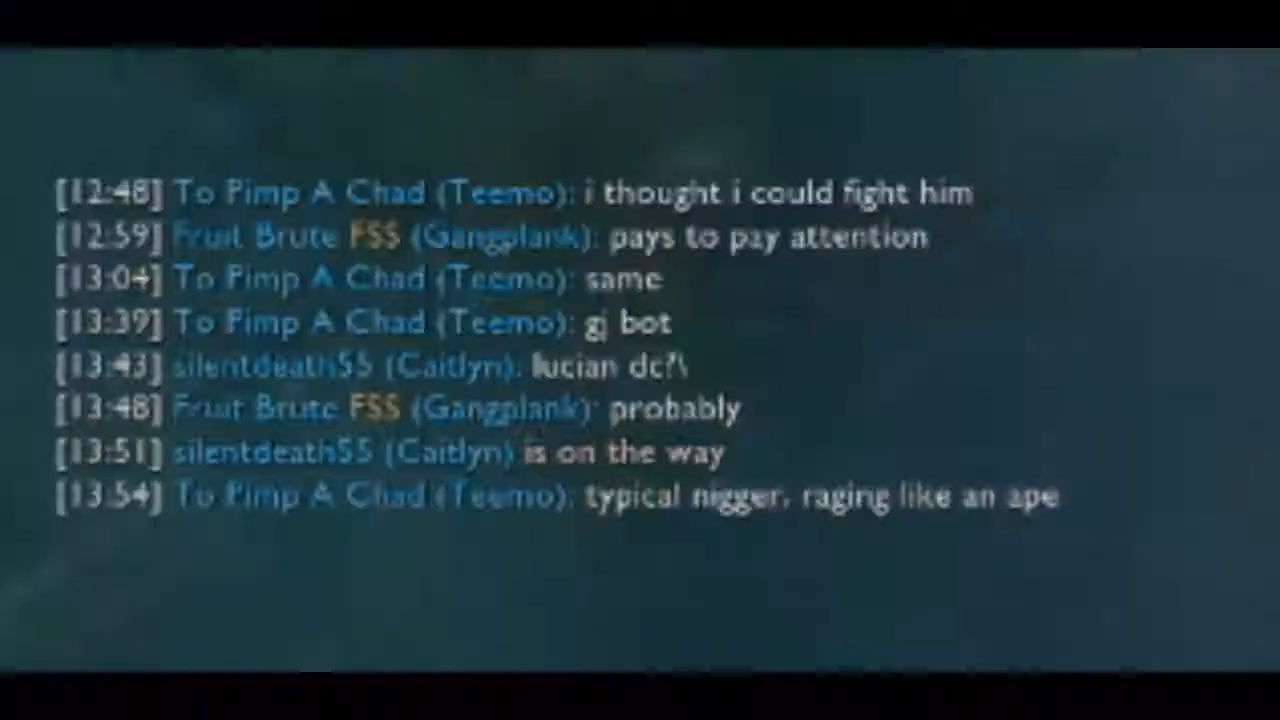 [12:48] To Pimp A Chad (Teemo): i thought i could fight him
[12:59] Fruit Brute FSS (Gangplank): pays to pay attention
[13:04] To Pimp A Chad (Teemo): same
[13:39] To Pimp A Chad (Teemo): gj bot
[13:43] silentdeath55 (Caitlyn): lucian dc?\
[13:48] Fruit Brute FSS (Gangplank): probably
[13:51] silentdeath55 (Caitlyn) is on the way
[13:54] To Pimp A Chad (Teemo): typical nigger. raging like an ape